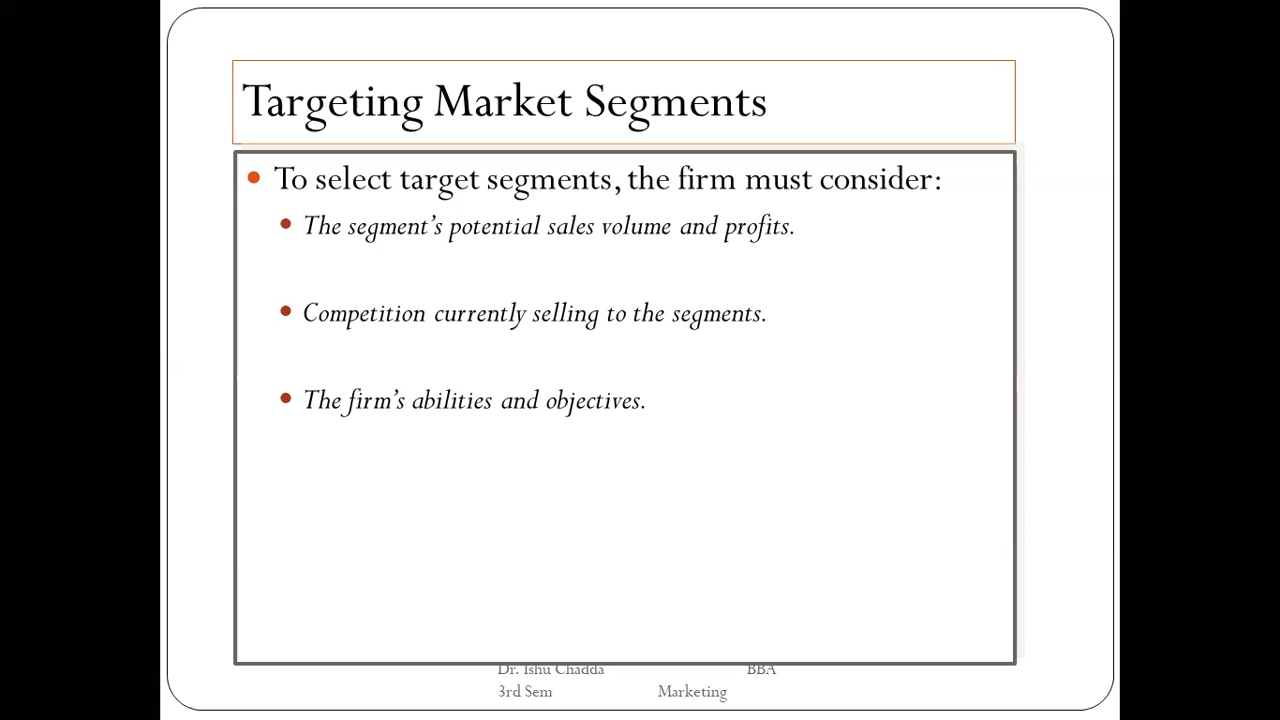 Targeting Market Segments
To select target segments, the firm must consider:
The segment's potential sales volume and profits.
Competition currently selling to the segments.
The firm's abilities and objectives.
Dr. Ishu Chadda BBA
3rd Sem Marketing